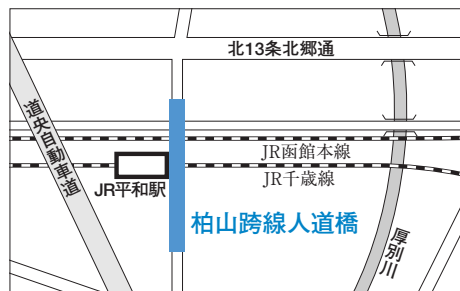 北13条北郷通
道央自動車道
JR函館本線
JR平和駅
JR千歳線
柏山跨線人道橋
厚別川